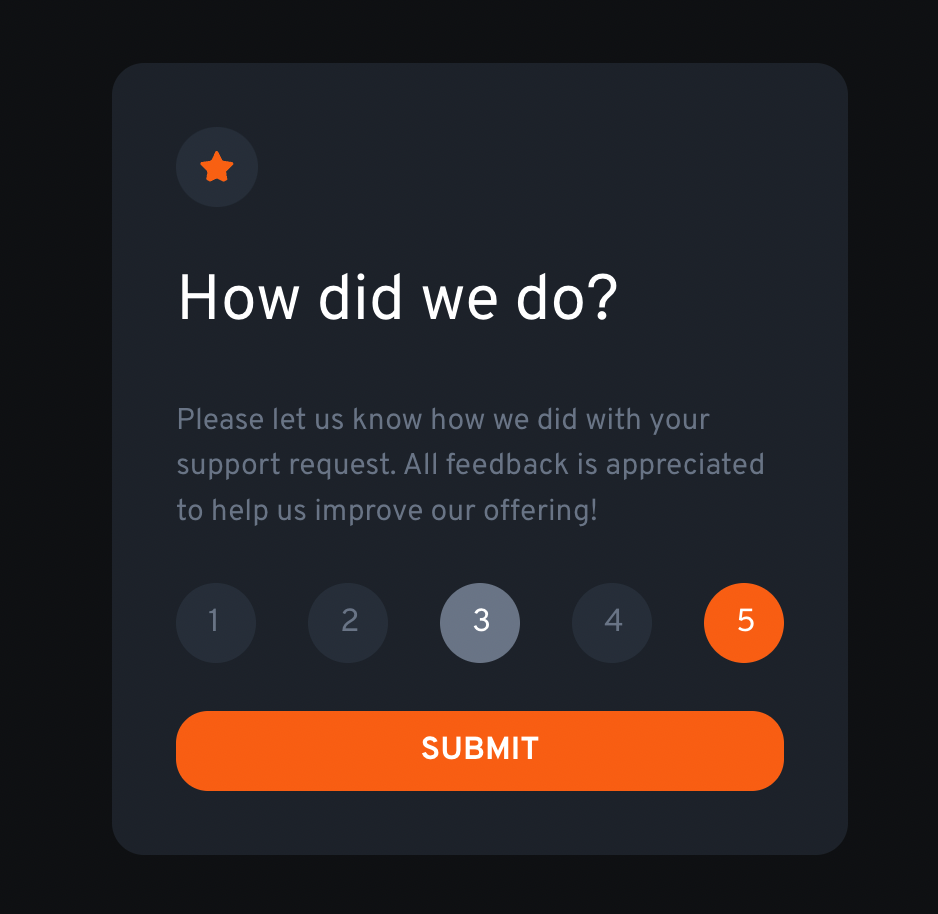 How did we do?
Please let us know how we did with your
support request. All feedback is appreciated
to help us improve our offering!
1 2 3 4 5
SUBMIT